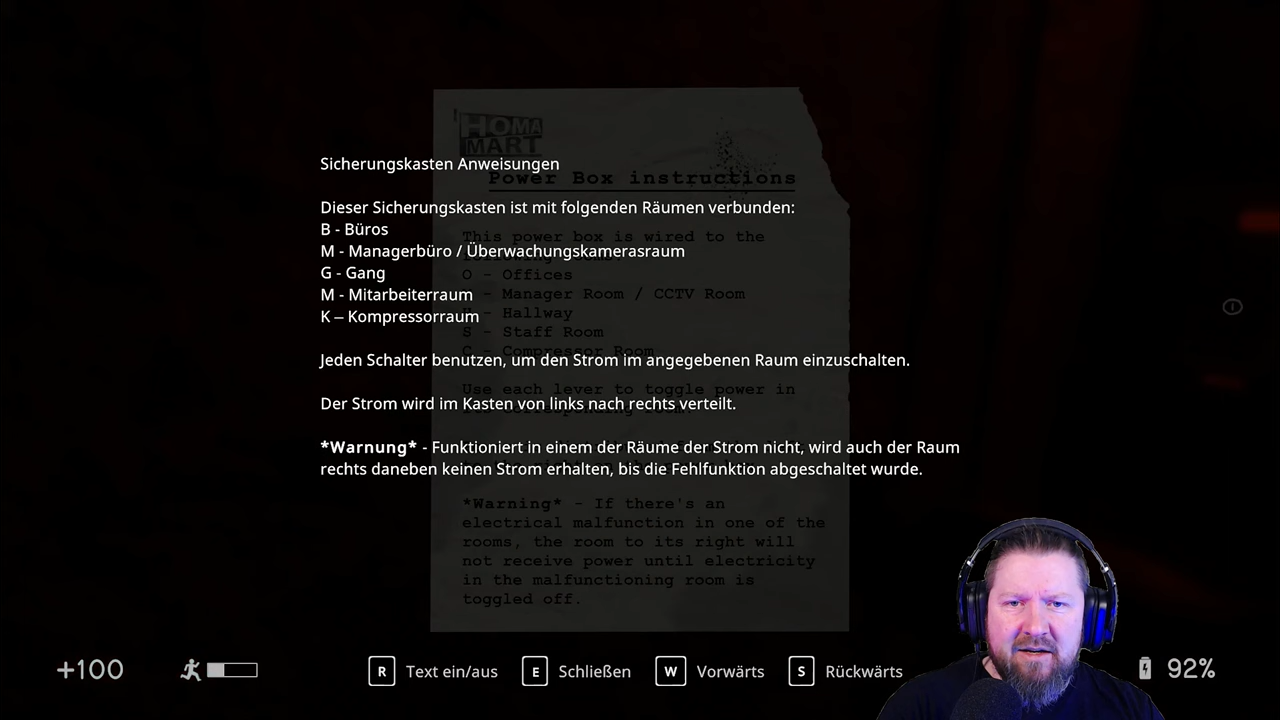 HOMA
MART
Sicherungskasten Anweisungen
Power Box instructions
Dieser Sicherungskasten ist mit folgenden Räumen verbunden:
B - Büros
This power box is wired to the
M - Managerbüro / Überwachungskamerasraum
G - Gang
O - Offices
M - Mitarbeiterraum
- Manager Room / CCTV Room
K – Kompressorraum
- Hallway
S - Staff Room
C - Compressor Room
Jeden Schalter benutzen, um den Strom im angegebenen Raum einzuschalten.
Use each lever to toggle power in
Der Strom wird im Kasten von links nach rechts verteilt.
*Warnung* - Funktioniert in einem der Räume der Strom nicht, wird auch der Raum
rechts daneben keinen Strom erhalten, bis die Fehlfunktion abgeschaltet wurde.
*Warning* - If there's an
electrical malfunction in one of the
rooms, the room to its right will
not receive power until electricity
in the malfunctioning room is
toggled off.
+100
R Text ein/aus E Schließen W Vorwärts S Rückwärts
92%